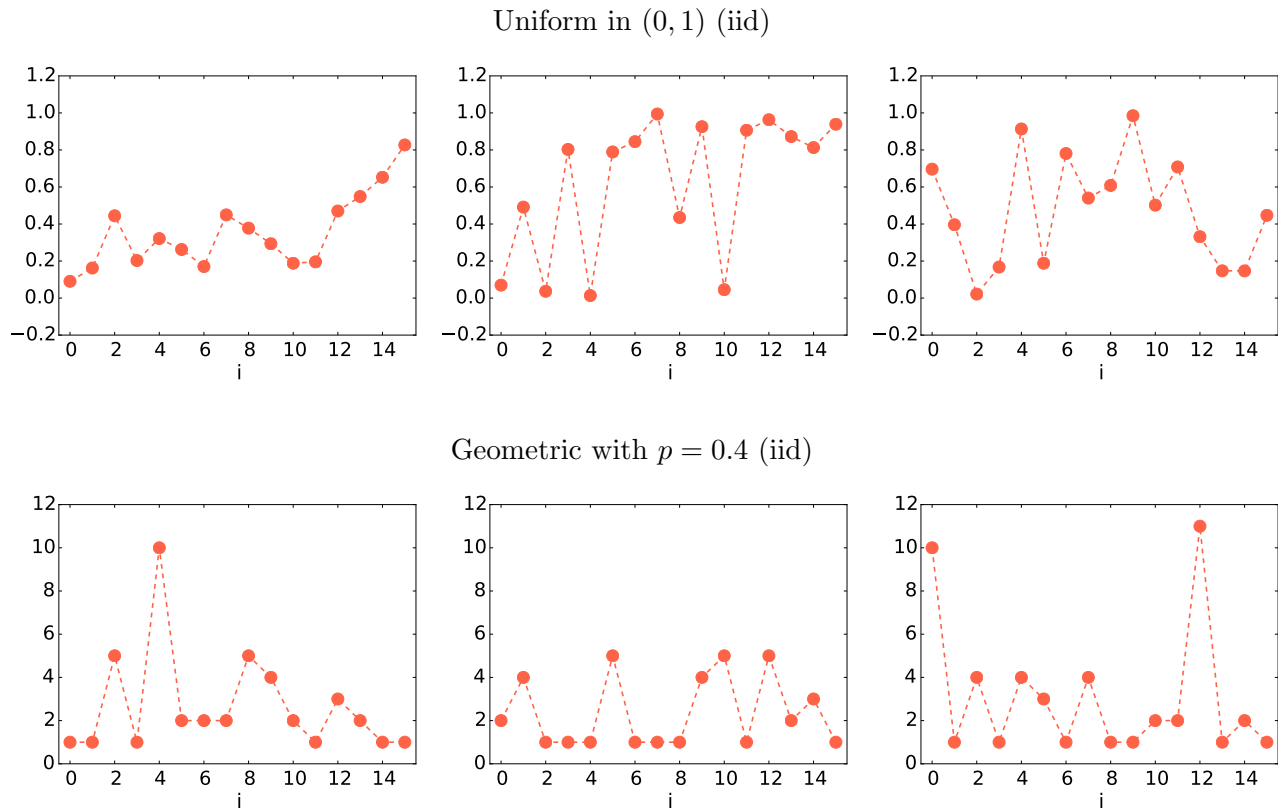 Uniform in (0, 1) (iid)
1.2 1.2 1.2
1.0 1.0 1.0
0.8 0.8 0.8
0.6 0.6 0.6
0.4 0.4 0.4
0.2 0.2 0.2
0.0 0.0 0.0
−0.2 −0.2 −0.2
0 2 4 6 8 10 12 14 0 2 4 6 8 10 12 14 0 2 4 6 8 10 12 14
i i i
Geometric with p = 0.4 (iid)
12 12 12
10 10 10
8 8 8
6 6 6
4 4 4
2 2 2
0 0 0
0 2 4 6 8 10 12 14 0 2 4 6 8 10 12 14 0 2 4 6 8 10 12 14
i i i